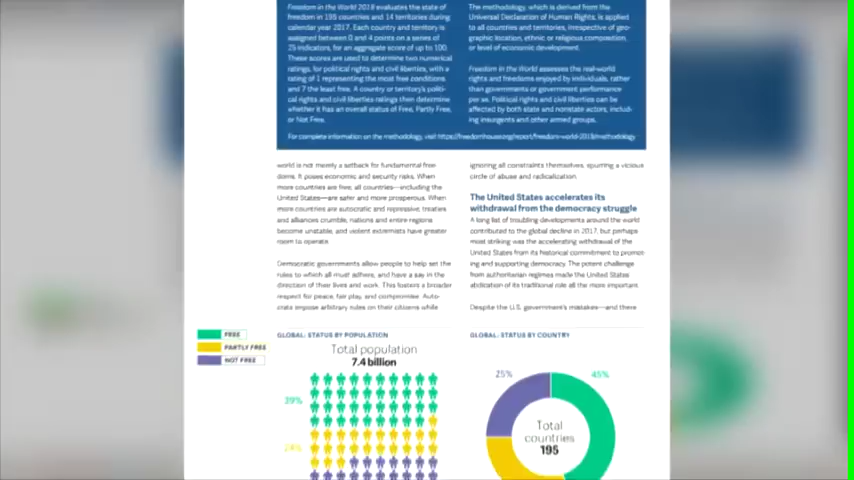 Freedom in the World 2018 evaluates the state of
freedom in 195 countries and 14 territories during
calendar year 2017. Each country and territory is
assigned between 0 and 4 points on a series of
25 indicators, for an aggregate score of up to 100.
These scores are used to determine two numerical
ratings, for political rights and civil liberties, with a
rating of 1 representing the most free conditions
and 7 the least free. A country or territory's politi-
cal rights and civil liberties ratings then determine
whether it has an overall status of Free, Partly Free,
or Not Free.
The methodology, which is derived from the
Universal Declaration of Human Rights, is applied
to all countries and territories, irrespective of geo-
graphic location, ethnic or religious composition,
or level of economic development.
Freedom in the World assesses the real-world
rights and freedoms enjoyed by individuals, rather
than governments or government performance
per se. Political rights and civil liberties can be
affected by both state and nonstate actors, includ-
ing insurgents and other armed groups.
For complete information on the methodology, visit https://freedomhouse.org/report/freedom-world-2018/methodology
world is not merely a setback for fundamental free-
doms. It poses economic and security risks. When
more countries are free, all countries—including the
United States—are safer and more prosperous. When
more countries are autocratic and repressive, treaties
and alliances crumble, nations and entire regions
become unstable, and violent extremists have greater
room to operate.
Democratic governments allow people to help set the
rules to which all must adhere, and have a say in the
direction of their lives and work. This fosters a broader
respect for peace, fair play, and compromise. Auto-
crats impose arbitrary rules on their citizens while
ignoring all constraints themselves, spurring a vicious
circle of abuse and radicalization.
The United States accelerates its
withdrawal from the democracy struggle
A long list of troubling developments around the world
contributed to the global decline in 2017, but perhaps
most striking was the accelerating withdrawal of the
United States from its historical commitment to promot-
ing and supporting democracy. The potent challenge
from authoritarian regimes made the United States'
abdication of its traditional role all the more important.
Despite the U.S. government's mistakes—and there
FREE
PARTLY FREE
NOT FREE
GLOBAL: STATUS BY POPULATION
Total population
7.4 billion
39%
24%
GLOBAL: STATUS BY COUNTRY
25%
45%
Total
countries
195